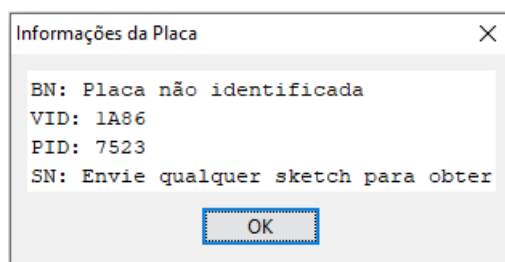 Informações da Placa
BN: Placa não identificada
VID: 1A86
PID: 7523
SN: Envie qualquer sketch para obter
OK